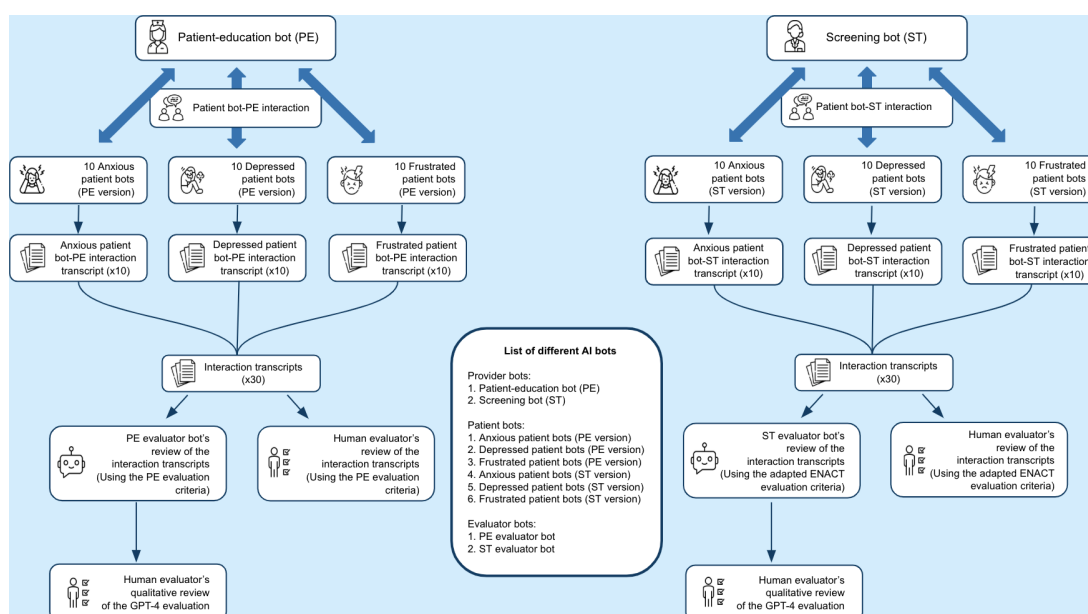 Patient-education bot (PE)
Patient bot-PE interaction
10 Anxious
patient bots
(PE version)
10 Depressed
patient bots
(PE version)
10 Frustrated
patient bots
(PE version)
Anxious patient
bot-PE interaction
transcript (x10)
Depressed patient
bot-PE interaction
transcript (x10)
Frustrated patient
bot-PE interaction
transcript (x10)
Interaction transcripts
(x30)
PE evaluator bot's
review of the
interaction transcripts
(Using the PE evaluation
criteria)
Human evaluator's
review of the
interaction transcripts
(Using the PE evaluation
criteria)
Human evaluator's
qualitative review
of the GPT-4 evaluation
List of different AI bots
Provider bots:
1. Patient-education bot (PE)
2. Screening bot (ST)
Patient bots:
1. Anxious patient bots (PE version)
2. Depressed patient bots (PE version)
3. Frustrated patient bots (PE version)
4. Anxious patient bots (ST version)
5. Depressed patient bots (ST version)
6. Frustrated patient bots (ST version)
Evaluator bots:
1. PE evaluator bot
2. ST evaluator bot
Screening bot (ST)
Patient bot-ST interaction
10 Anxious
patient bots
(ST version)
10 Depressed
patient bots
(ST version)
10 Frustrated
patient bots
(ST version)
Anxious patient
bot-ST interaction
transcript (x10)
Depressed patient
bot-ST interaction
transcript (x10)
Frustrated patient
bot-ST interaction
transcript (x10)
Interaction transcripts
(x30)
ST evaluator bot's
review of the
interaction transcripts
(Using the adapted ENACT
evaluation criteria)
Human evaluator's
review of the
interaction transcripts
(Using the adapted ENACT
evaluation criteria)
Human evaluator's
qualitative review
of the GPT-4 evaluation